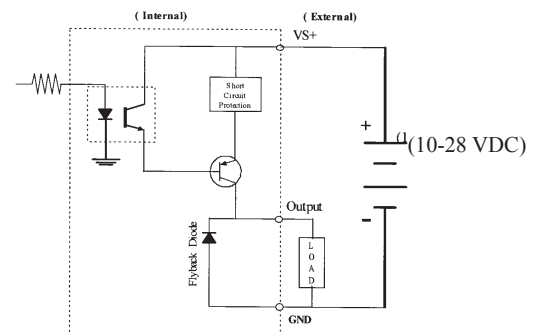 ( Internal)
( External)
VS+
Short
Circuit
Protection
+
(10-28 VDC)
-
Output
Flyback Diode
L
O
A
D
GND